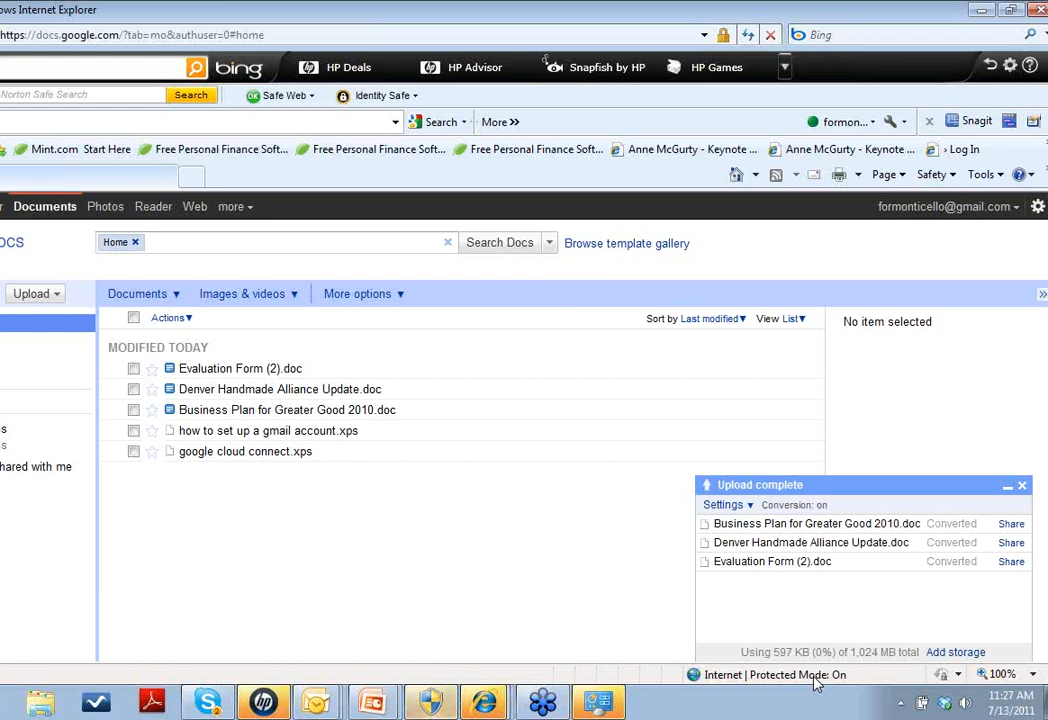 ows Internet Explorer
https://docs.google.com/?tab=mo&authuser=0#home
Bing
bing HP Deals HP Advisor Snapfish by HP HP Games
Norton Safe Search Search OK Safe Web Identity Safe
Search More >> formon... Snagit
Mint.com Start Here Free Personal Finance Soft... Free Personal Finance Soft... Free Personal Finance Soft... Anne McGurty - Keynote ... Anne McGurty - Keynote ... › Log In
Page Safety Tools
r Documents Photos Reader Web more formonticello@gmail.com
OCS Home Search Docs Browse template gallery
Upload Documents Images & videos More options »
Actions Sort by Last modified View List No item selected
MODIFIED TODAY
Evaluation Form (2).doc
Denver Handmade Alliance Update.doc
Business Plan for Greater Good 2010.doc
s how to set up a gmail account.xps
s google cloud connect.xps
hared with me
Upload complete
Settings Conversion: on
Business Plan for Greater Good 2010.doc Converted Share
Denver Handmade Alliance Update.doc Converted Share
Evaluation Form (2).doc Converted Share
Using 597 KB (0%) of 1,024 MB total Add storage
Internet | Protected Mode: On 100%
11:27 AM
7/13/2011